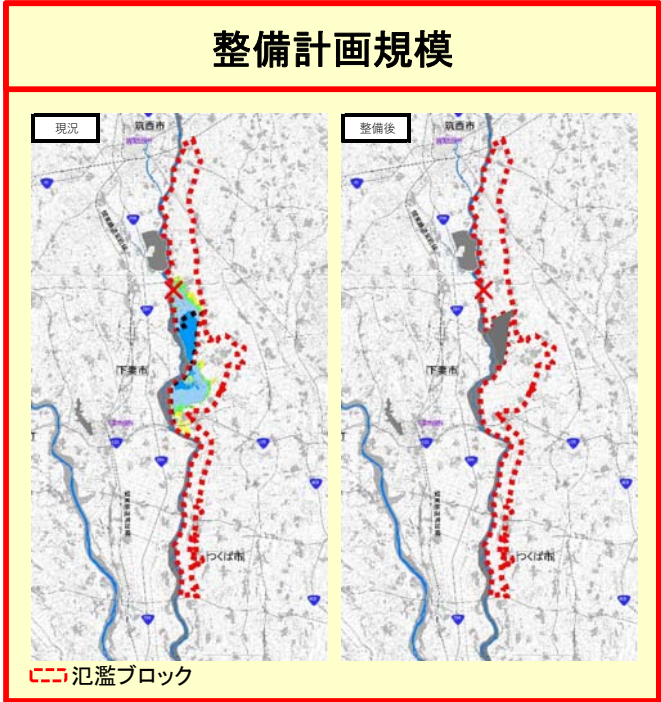 整備計画規模
現況
整備後
筑西市
筑西市
下妻市
下妻市
つくば市
つくば市
氾濫ブロック